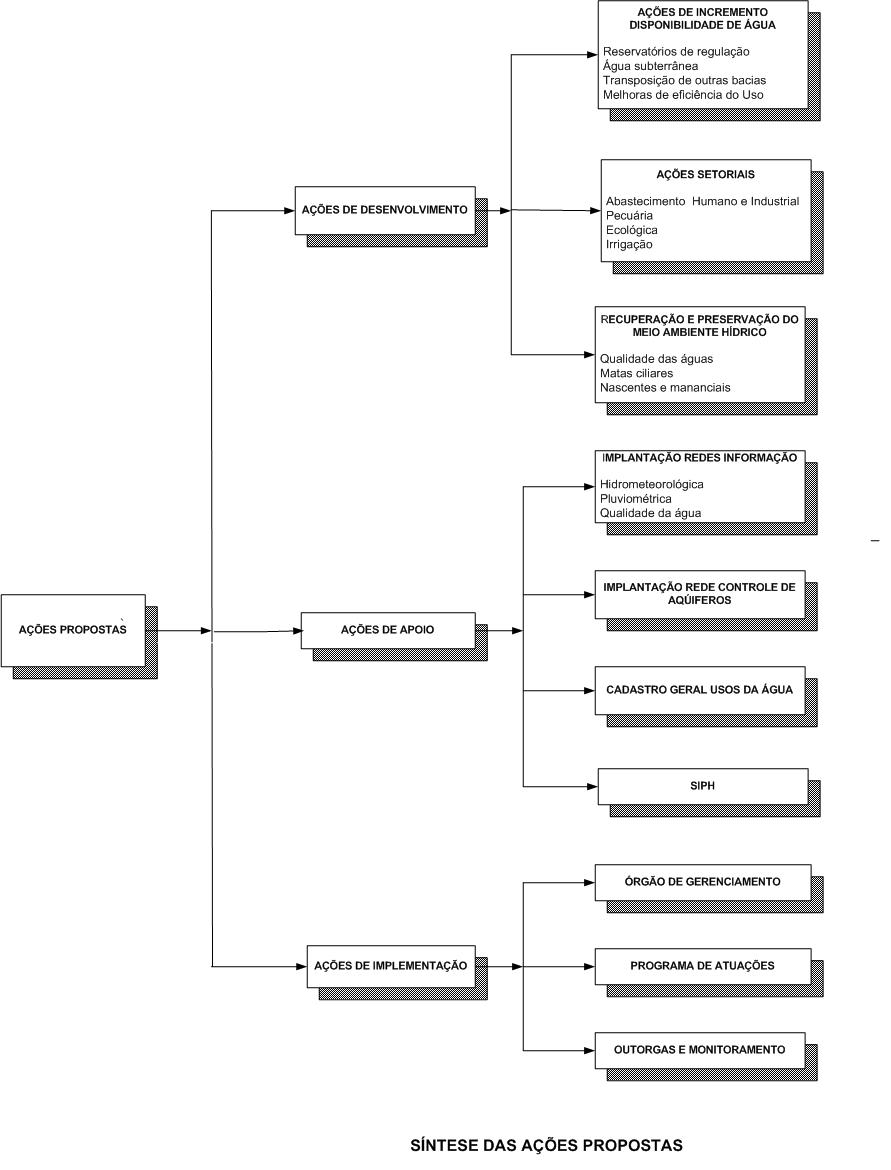 AÇÕES DE INCREMENTO
DISPONIBILIDADE DE ÁGUA
Reservatórios de regulação
Água subterrânea
Transposição de outras bacias
Melhoras de eficiência do Uso
AÇÕES SETORIAIS
Abastecimento Humano e Industrial
Pecuária
Ecológica
Irrigação
AÇÕES DE DESENVOLVIMENTO
RECUPERAÇÃO E PRESERVAÇÃO DO
MEIO AMBIENTE HÍDRICO
Qualidade das águas
Matas ciliares
Nascentes e mananciais
IMPLANTAÇÃO REDES INFORMAÇÃO
Hidrometeorológica
Pluviométrica
Qualidade da água
IMPLANTAÇÃO REDE CONTROLE DE
AQÚIFEROS
AÇÕES PROPOSTAS
AÇÕES DE APOIO
CADASTRO GERAL USOS DA ÁGUA
SIPH
ÓRGÃO DE GERENCIAMENTO
AÇÕES DE IMPLEMENTAÇÃO
PROGRAMA DE ATUAÇÕES
OUTORGAS E MONITORAMENTO
SÍNTESE DAS AÇÕES PROPOSTAS